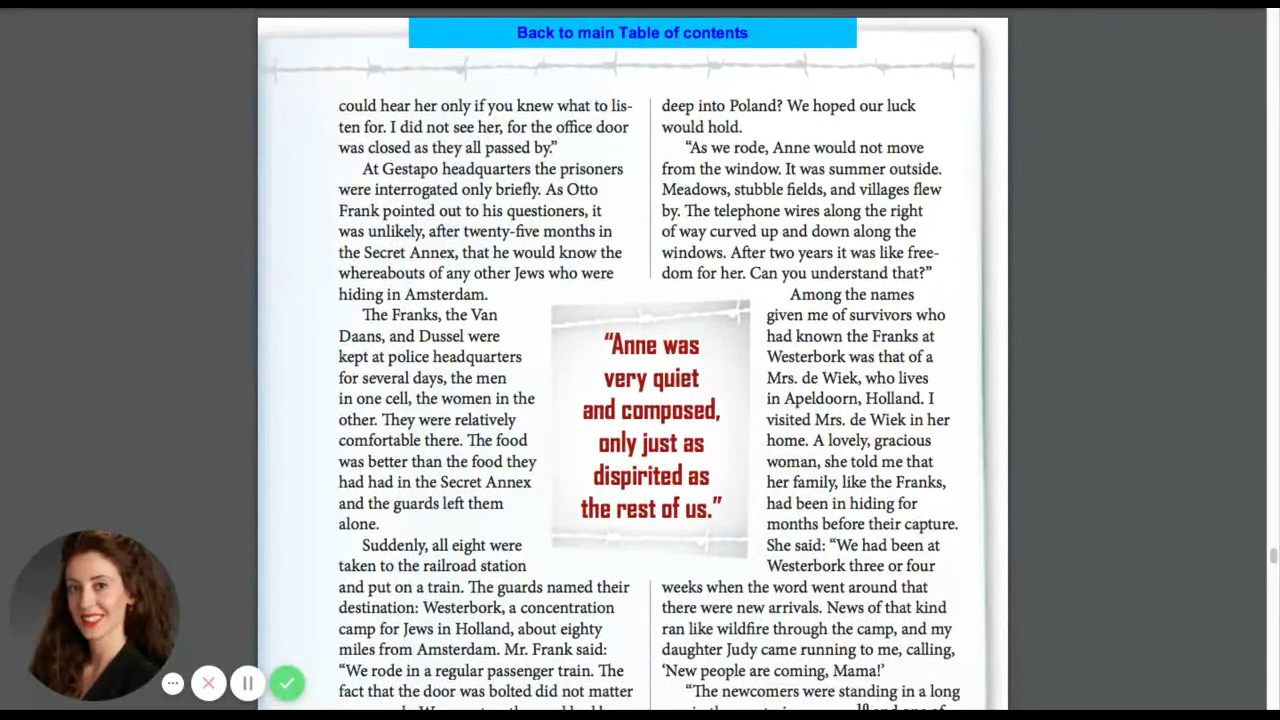 Back to main Table of contents
could hear her only if you knew what to lis-
ten for. I did not see her, for the office door
was closed as they all passed by.”
At Gestapo headquarters the prisoners
were interrogated only briefly. As Otto
Frank pointed out to his questioners, it
was unlikely, after twenty-five months in
the Secret Annex, that he would know the
whereabouts of any other Jews who were
hiding in Amsterdam.
The Franks, the Van
Daans, and Dussel were
kept at police headquarters
for several days, the men
in one cell, the women in the
other. They were relatively
comfortable there. The food
was better than the food they
had had in the Secret Annex
and the guards left them
alone.
Suddenly, all eight were
taken to the railroad station
and put on a train. The guards named their
destination: Westerbork, a concentration
camp for Jews in Holland, about eighty
miles from Amsterdam. Mr. Frank said:
“We rode in a regular passenger train. The
fact that the door was bolted did not matter
“Anne was
very quiet
and composed,
only just as
dispirited as
the rest of us.”
deep into Poland? We hoped our luck
would hold.
“As we rode, Anne would not move
from the window. It was summer outside.
Meadows, stubble fields, and villages flew
by. The telephone wires along the right
of way curved up and down along the
windows. After two years it was like free-
dom for her. Can you understand that?”
Among the names
given me of survivors who
had known the Franks at
Westerbork was that of a
Mrs. de Wiek, who lives
in Apeldoorn, Holland. I
visited Mrs. de Wiek in her
home. A lovely, gracious
woman, she told me that
her family, like the Franks,
had been in hiding for
months before their capture.
She said: “We had been at
Westerbork three or four
weeks when the word went around that
there were new arrivals. News of that kind
ran like wildfire through the camp, and my
daughter Judy came running to me, calling,
‘New people are coming, Mama!’
“The newcomers were standing in a long